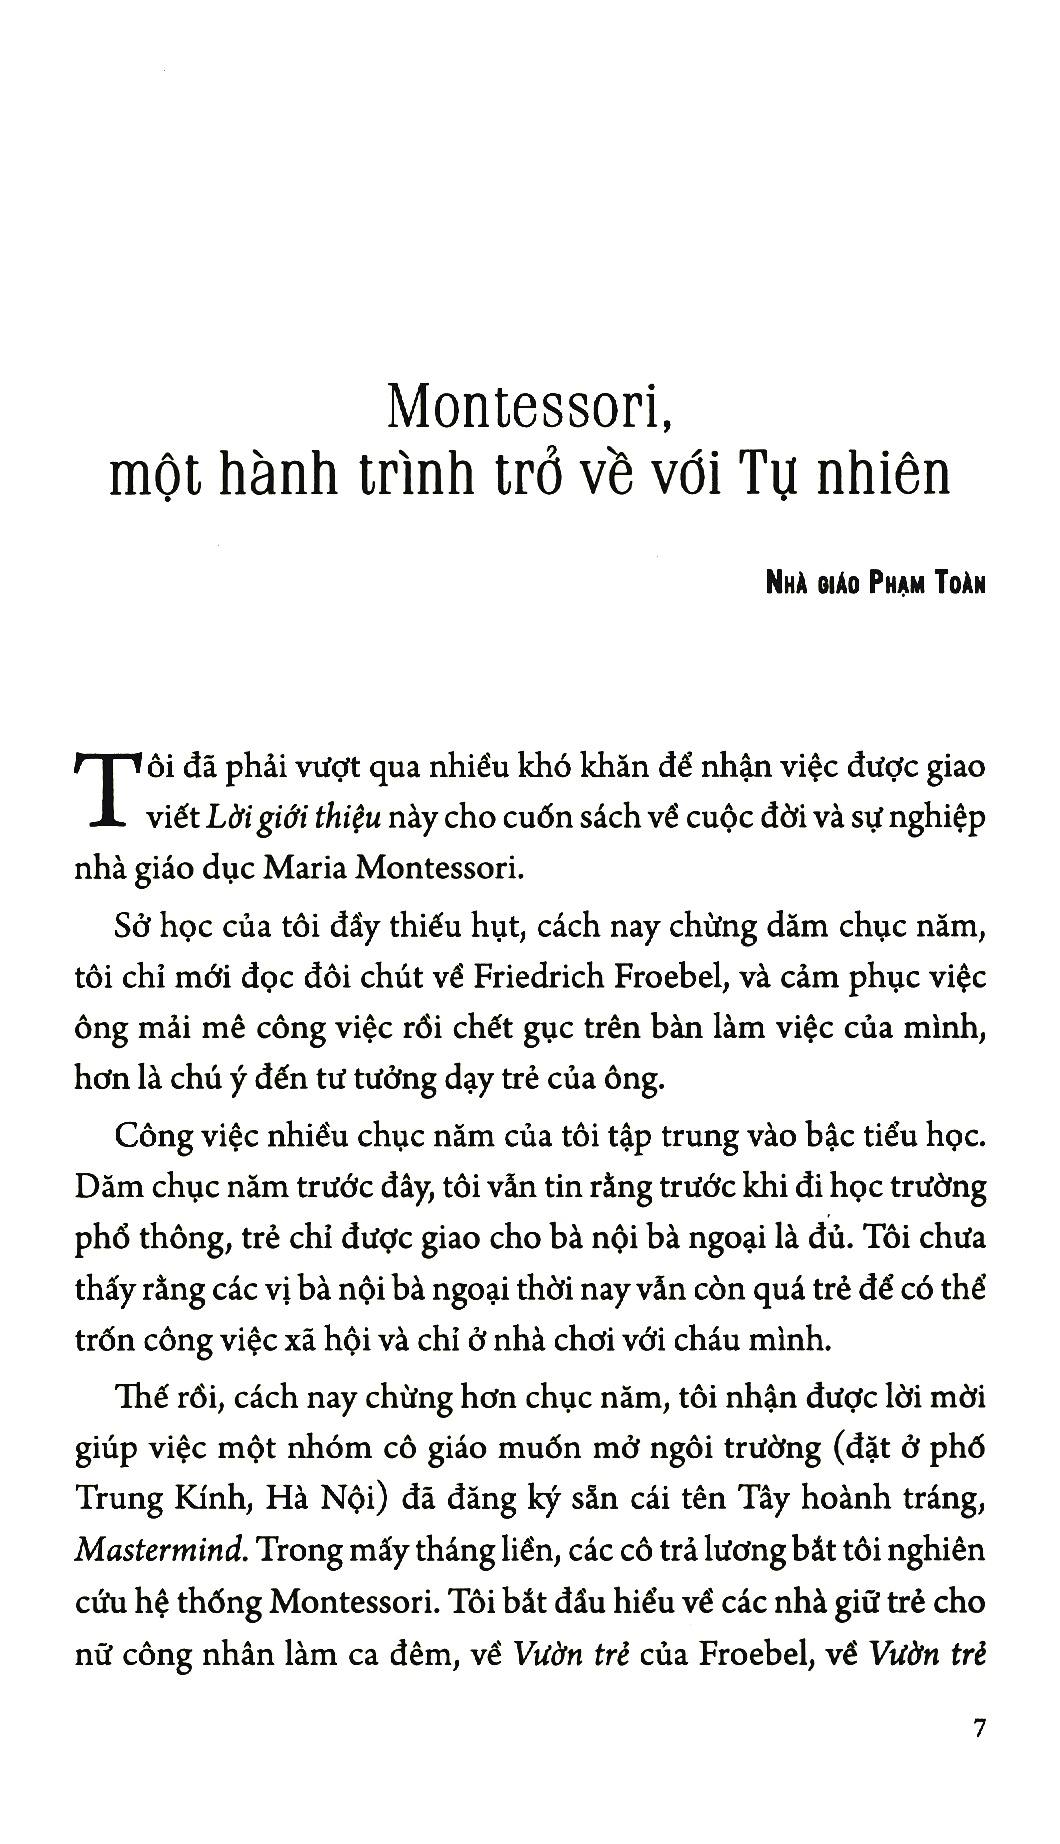 Montessori,
một hành trình trở về với Tự nhiên
Nhà giáo Phạm Toàn
Tôi đã phải vượt qua nhiều khó khăn để nhận việc được giao
viết Lời giới thiệu này cho cuốn sách về cuộc đời và sự nghiệp
nhà giáo dục Maria Montessori.
Sở học của tôi đầy thiếu hụt, cách nay chừng dăm chục năm,
tôi chỉ mới đọc đôi chút về Friedrich Froebel, và cảm phục việc
ông mải mê công việc rồi chết gục trên bàn làm việc của mình,
hơn là chú ý đến tư tưởng dạy trẻ của ông.
Công việc nhiều chục năm của tôi tập trung vào bậc tiểu học.
Dăm chục năm trước đây, tôi vẫn tin rằng trước khi đi học trường
phổ thông, trẻ chỉ được giao cho bà nội bà ngoại là đủ. Tôi chưa
thấy rằng các vị bà nội bà ngoại thời nay vẫn còn quá trẻ để có thể
trốn công việc xã hội và chỉ ở nhà chơi với cháu mình.
Thế rồi, cách nay chừng hơn chục năm, tôi nhận được lời mời
giúp việc một nhóm cô giáo muốn mở ngôi trường (đặt ở phố
Trung Kính, Hà Nội) đã đăng ký sẵn cái tên Tây hoành tráng,
Mastermind. Trong mấy tháng liền, các cô trả lương bắt tôi nghiên
cứu hệ thống Montessori. Tôi bắt đầu hiểu về các nhà giữ trẻ cho
nữ công nhân làm ca đêm, về Vườn trẻ của Froebel, về Vườn trẻ
7